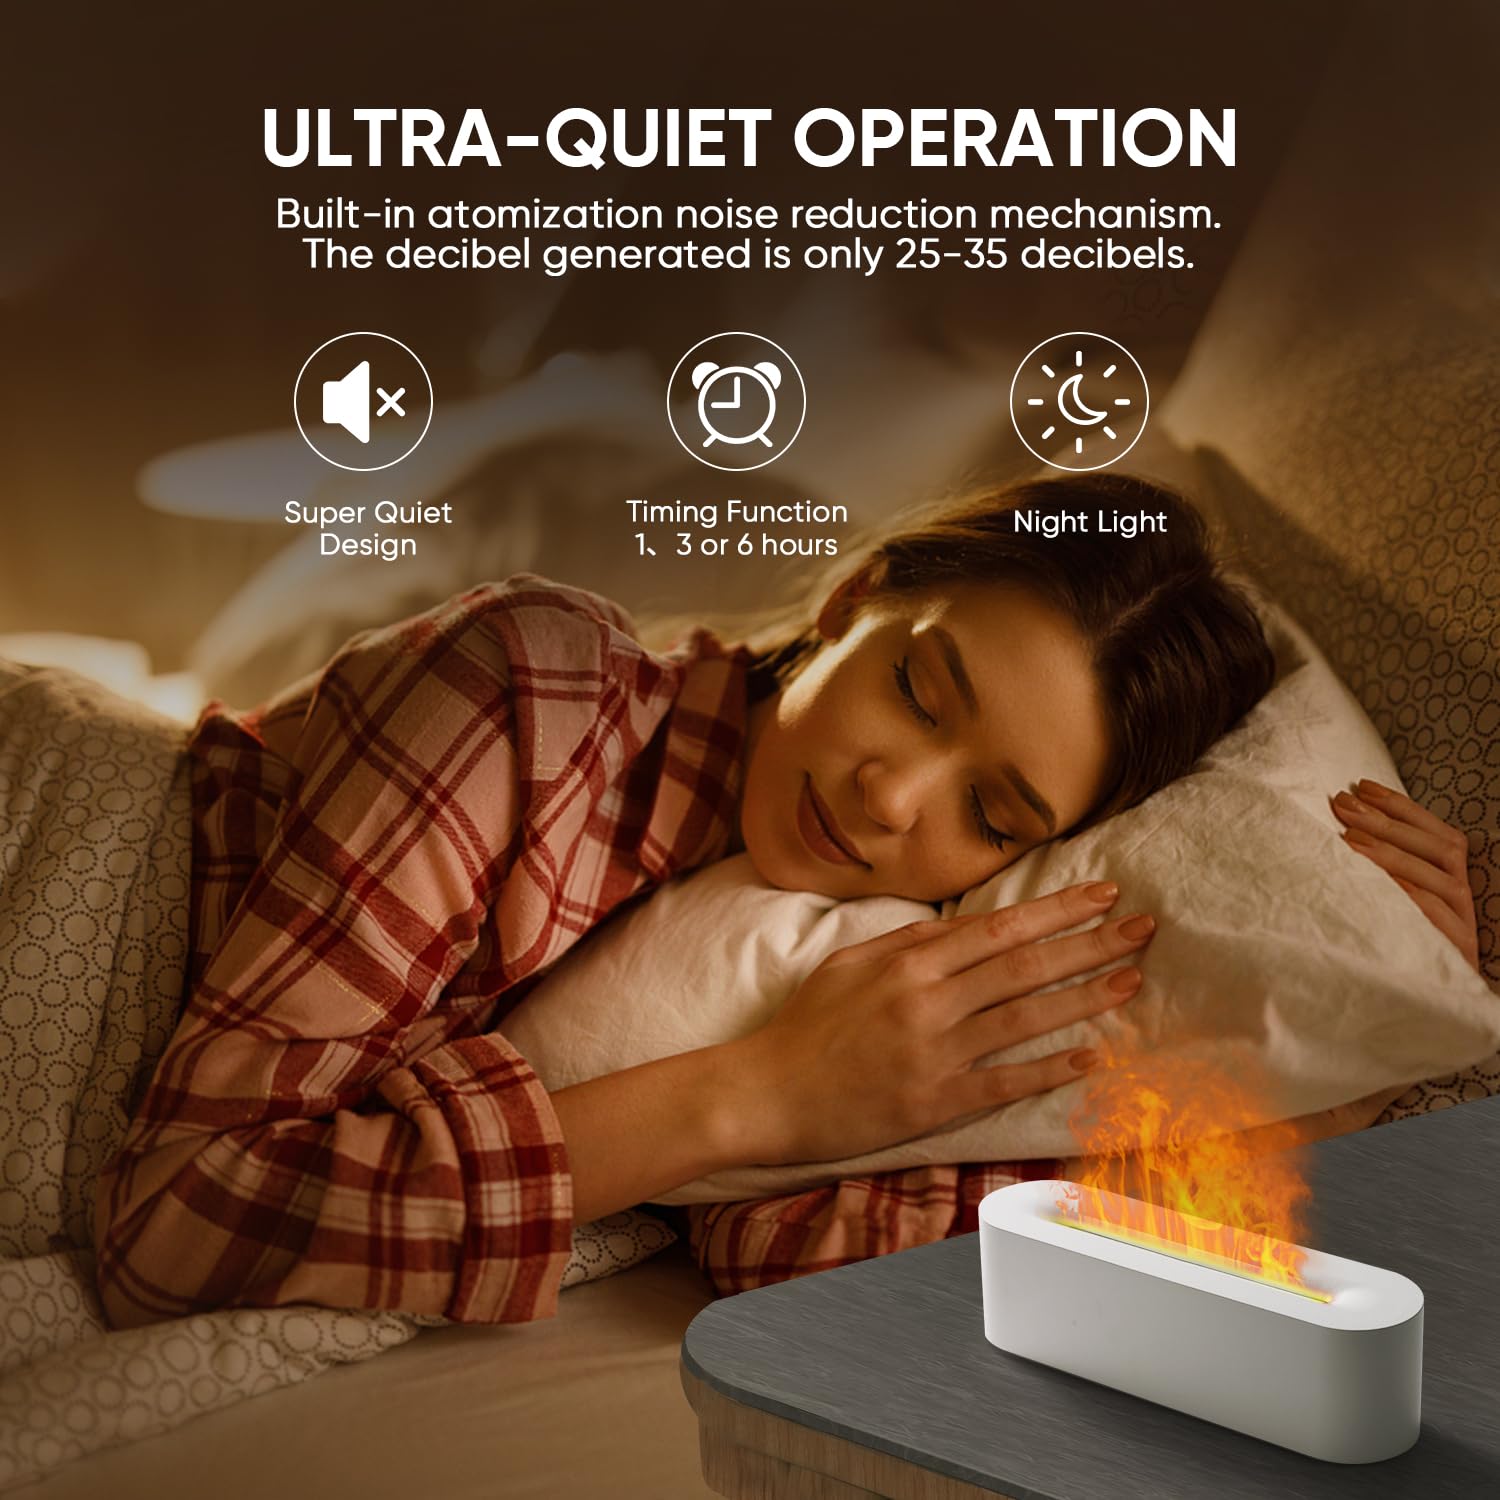 ULTRA-QUIET OPERATION
Built-in atomization noise reduction mechanism.
The decibel generated is only 25-35 decibels.
Super Quiet
Design
Timing Function
1、3 or 6 hours
Night Light